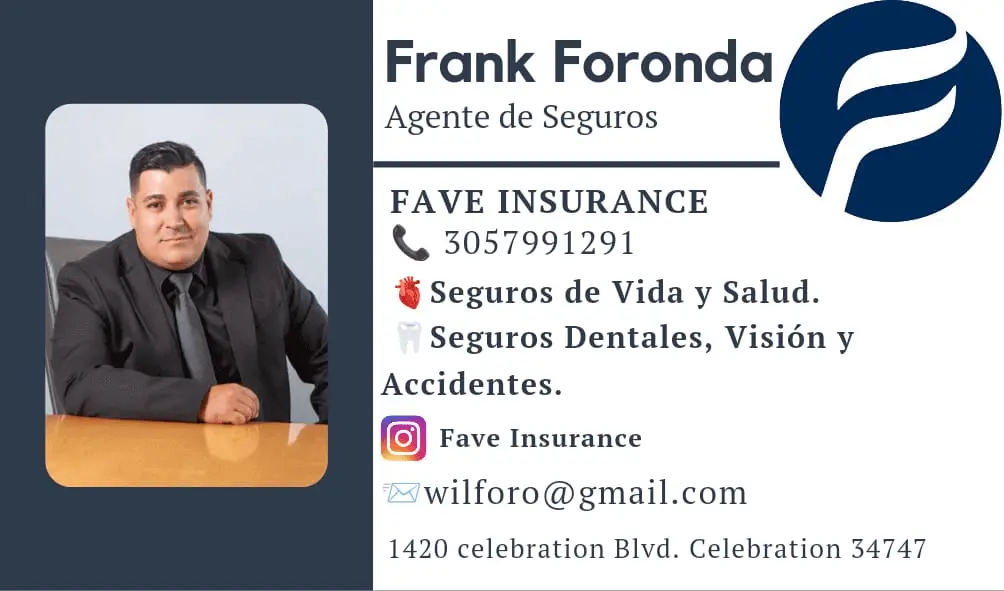 Frank Foronda
Agente de Seguros
FAVE INSURANCE
3057991291
Seguros de Vida y Salud.
Seguros Dentales, Visión y
Accidentes.
Fave Insurance
wilforo@gmail.com
1420 celebration Blvd. Celebration 34747